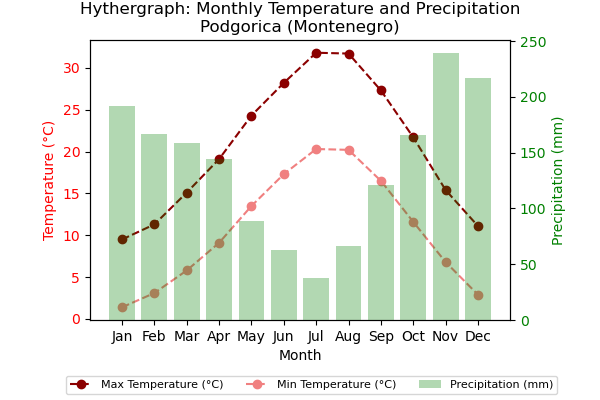 Hythergraph: Monthly Temperature and Precipitation
Podgorica (Montenegro)
Temperature (°C)
30
25
20
15
10
5
0
250
200
150
100
50
0
Precipitation (mm)
Jan Feb Mar Apr May Jun Jul Aug Sep Oct Nov Dec
Month
Max Temperature (°C) Min Temperature (°C) Precipitation (mm)